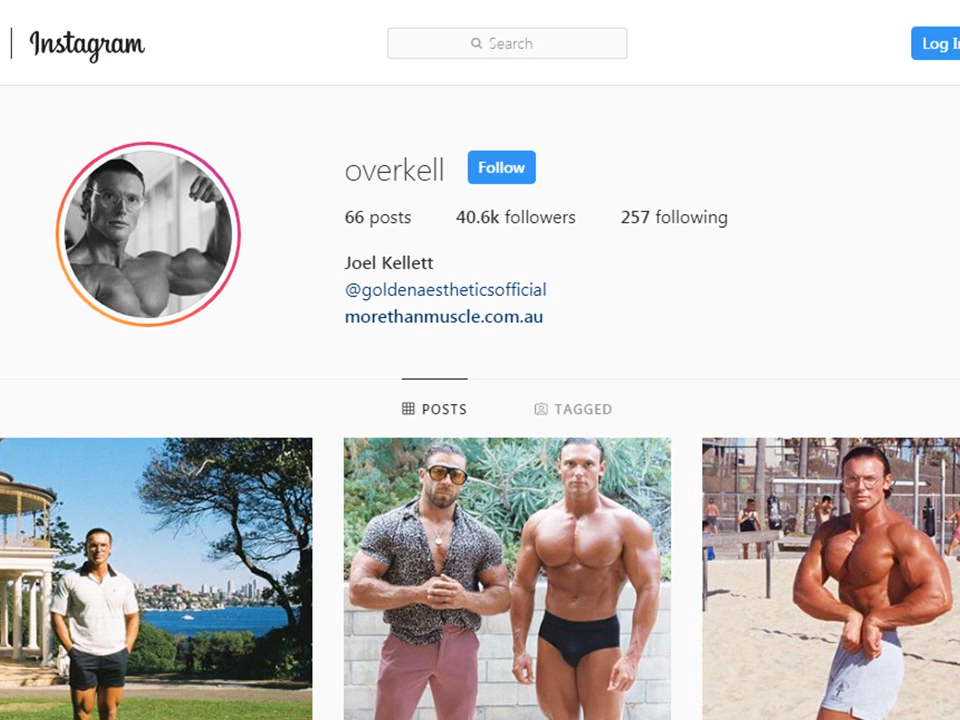 Instagram
Search
Log In
overkell Follow
66 posts 40.6k followers 257 following
Joel Kellett
@goldenaestheticsofficial
morethanmuscle.com.au
POSTS TAGGED